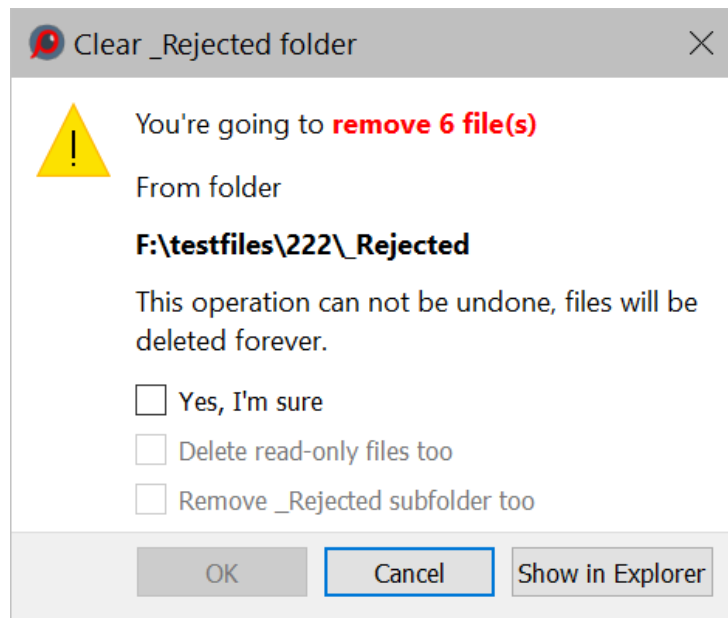 Clear _Rejected folder
You're going to remove 6 file(s)
From folder
F:\testfiles\222\_Rejected
This operation can not be undone, files will be
deleted forever.
Yes, I'm sure
Delete read-only files too
Remove _Rejected subfolder too
OK Cancel Show in Explorer